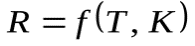 R = f(T, K)